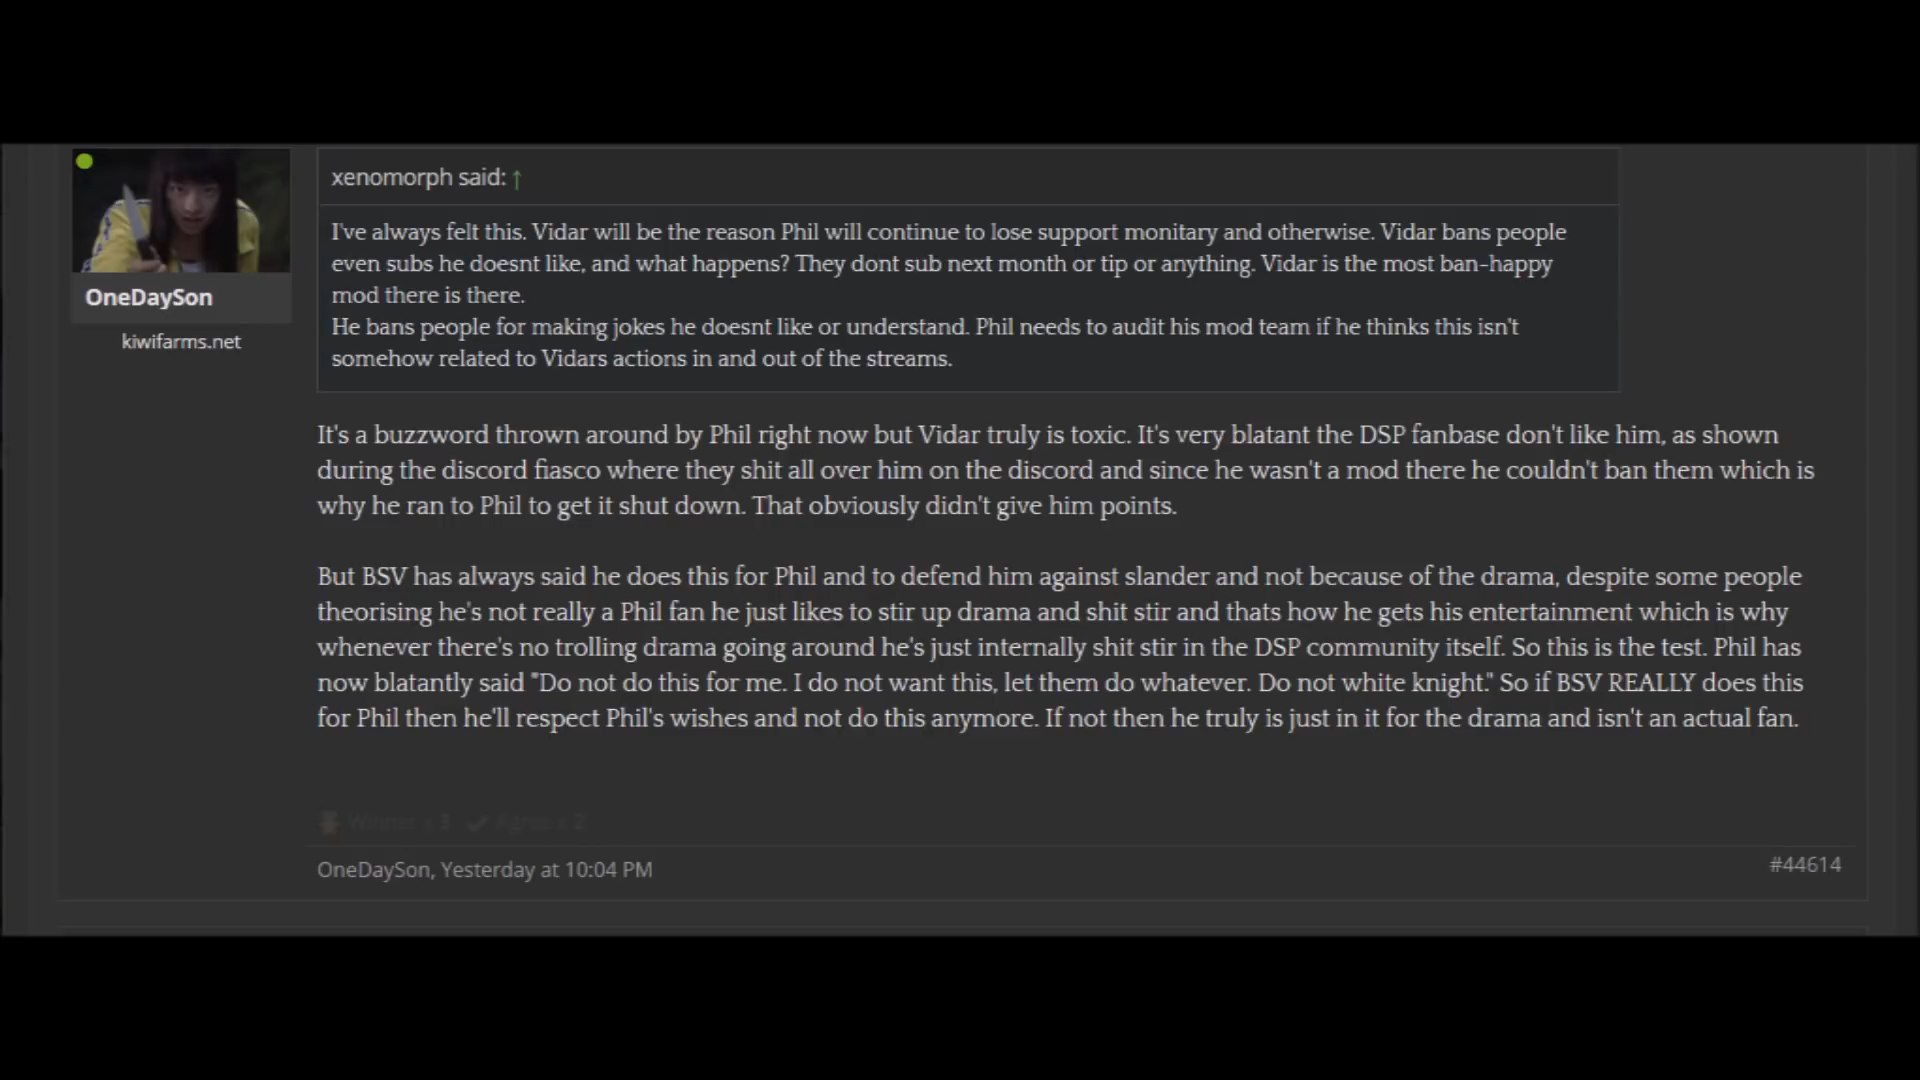 xenomorph said: ↑
I've always felt this. Vidar will be the reason Phil will continue to lose support monitary and otherwise. Vidar bans people
even subs he doesnt like, and what happens? They dont sub next month or tip or anything. Vidar is the most ban-happy
mod there is there.
He bans people for making jokes he doesnt like or understand. Phil needs to audit his mod team if he thinks this isn't
somehow related to Vidars actions in and out of the streams.
OneDaySon
kiwifarms.net
It's a buzzword thrown around by Phil right now but Vidar truly is toxic. It's very blatant the DSP fanbase don't like him, as shown
during the discord fiasco where they shit all over him on the discord and since he wasn't a mod there he couldn't ban them which is
why he ran to Phil to get it shut down. That obviously didn't give him points.
But BSV has always said he does this for Phil and to defend him against slander and not because of the drama, despite some people
theorising he's not really a Phil fan he just likes to stir up drama and shit stir and thats how he gets his entertainment which is why
whenever there's no trolling drama going around he's just internally shit stir in the DSP community itself. So this is the test. Phil has
now blatantly said "Do not do this for me. I do not want this, let them do whatever. Do not white knight." So if BSV REALLY does this
for Phil then he'll respect Phil's wishes and not do this anymore. If not then he truly is just in it for the drama and isn't an actual fan.
Winner x 3 Agree x 2
OneDaySon, Yesterday at 10:04 PM
#44614